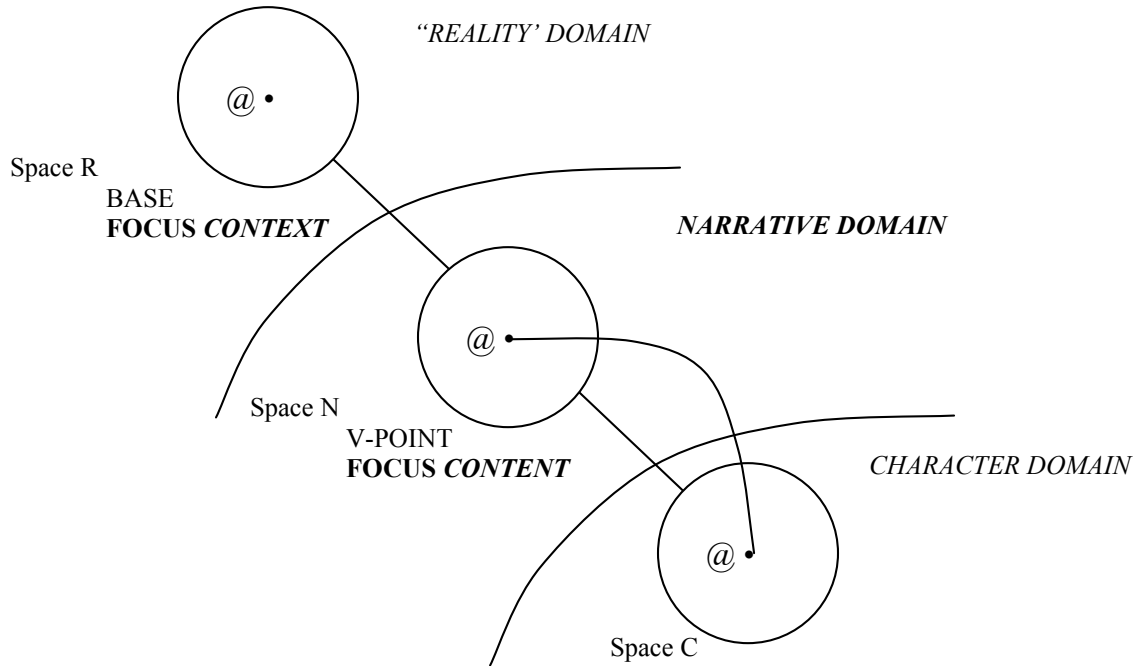 “REALITY’ DOMAIN
@
Space R
BASE
FOCUS CONTEXT
NARRATIVE DOMAIN
@
Space N
V-POINT
FOCUS CONTENT
CHARACTER DOMAIN
@
Space C